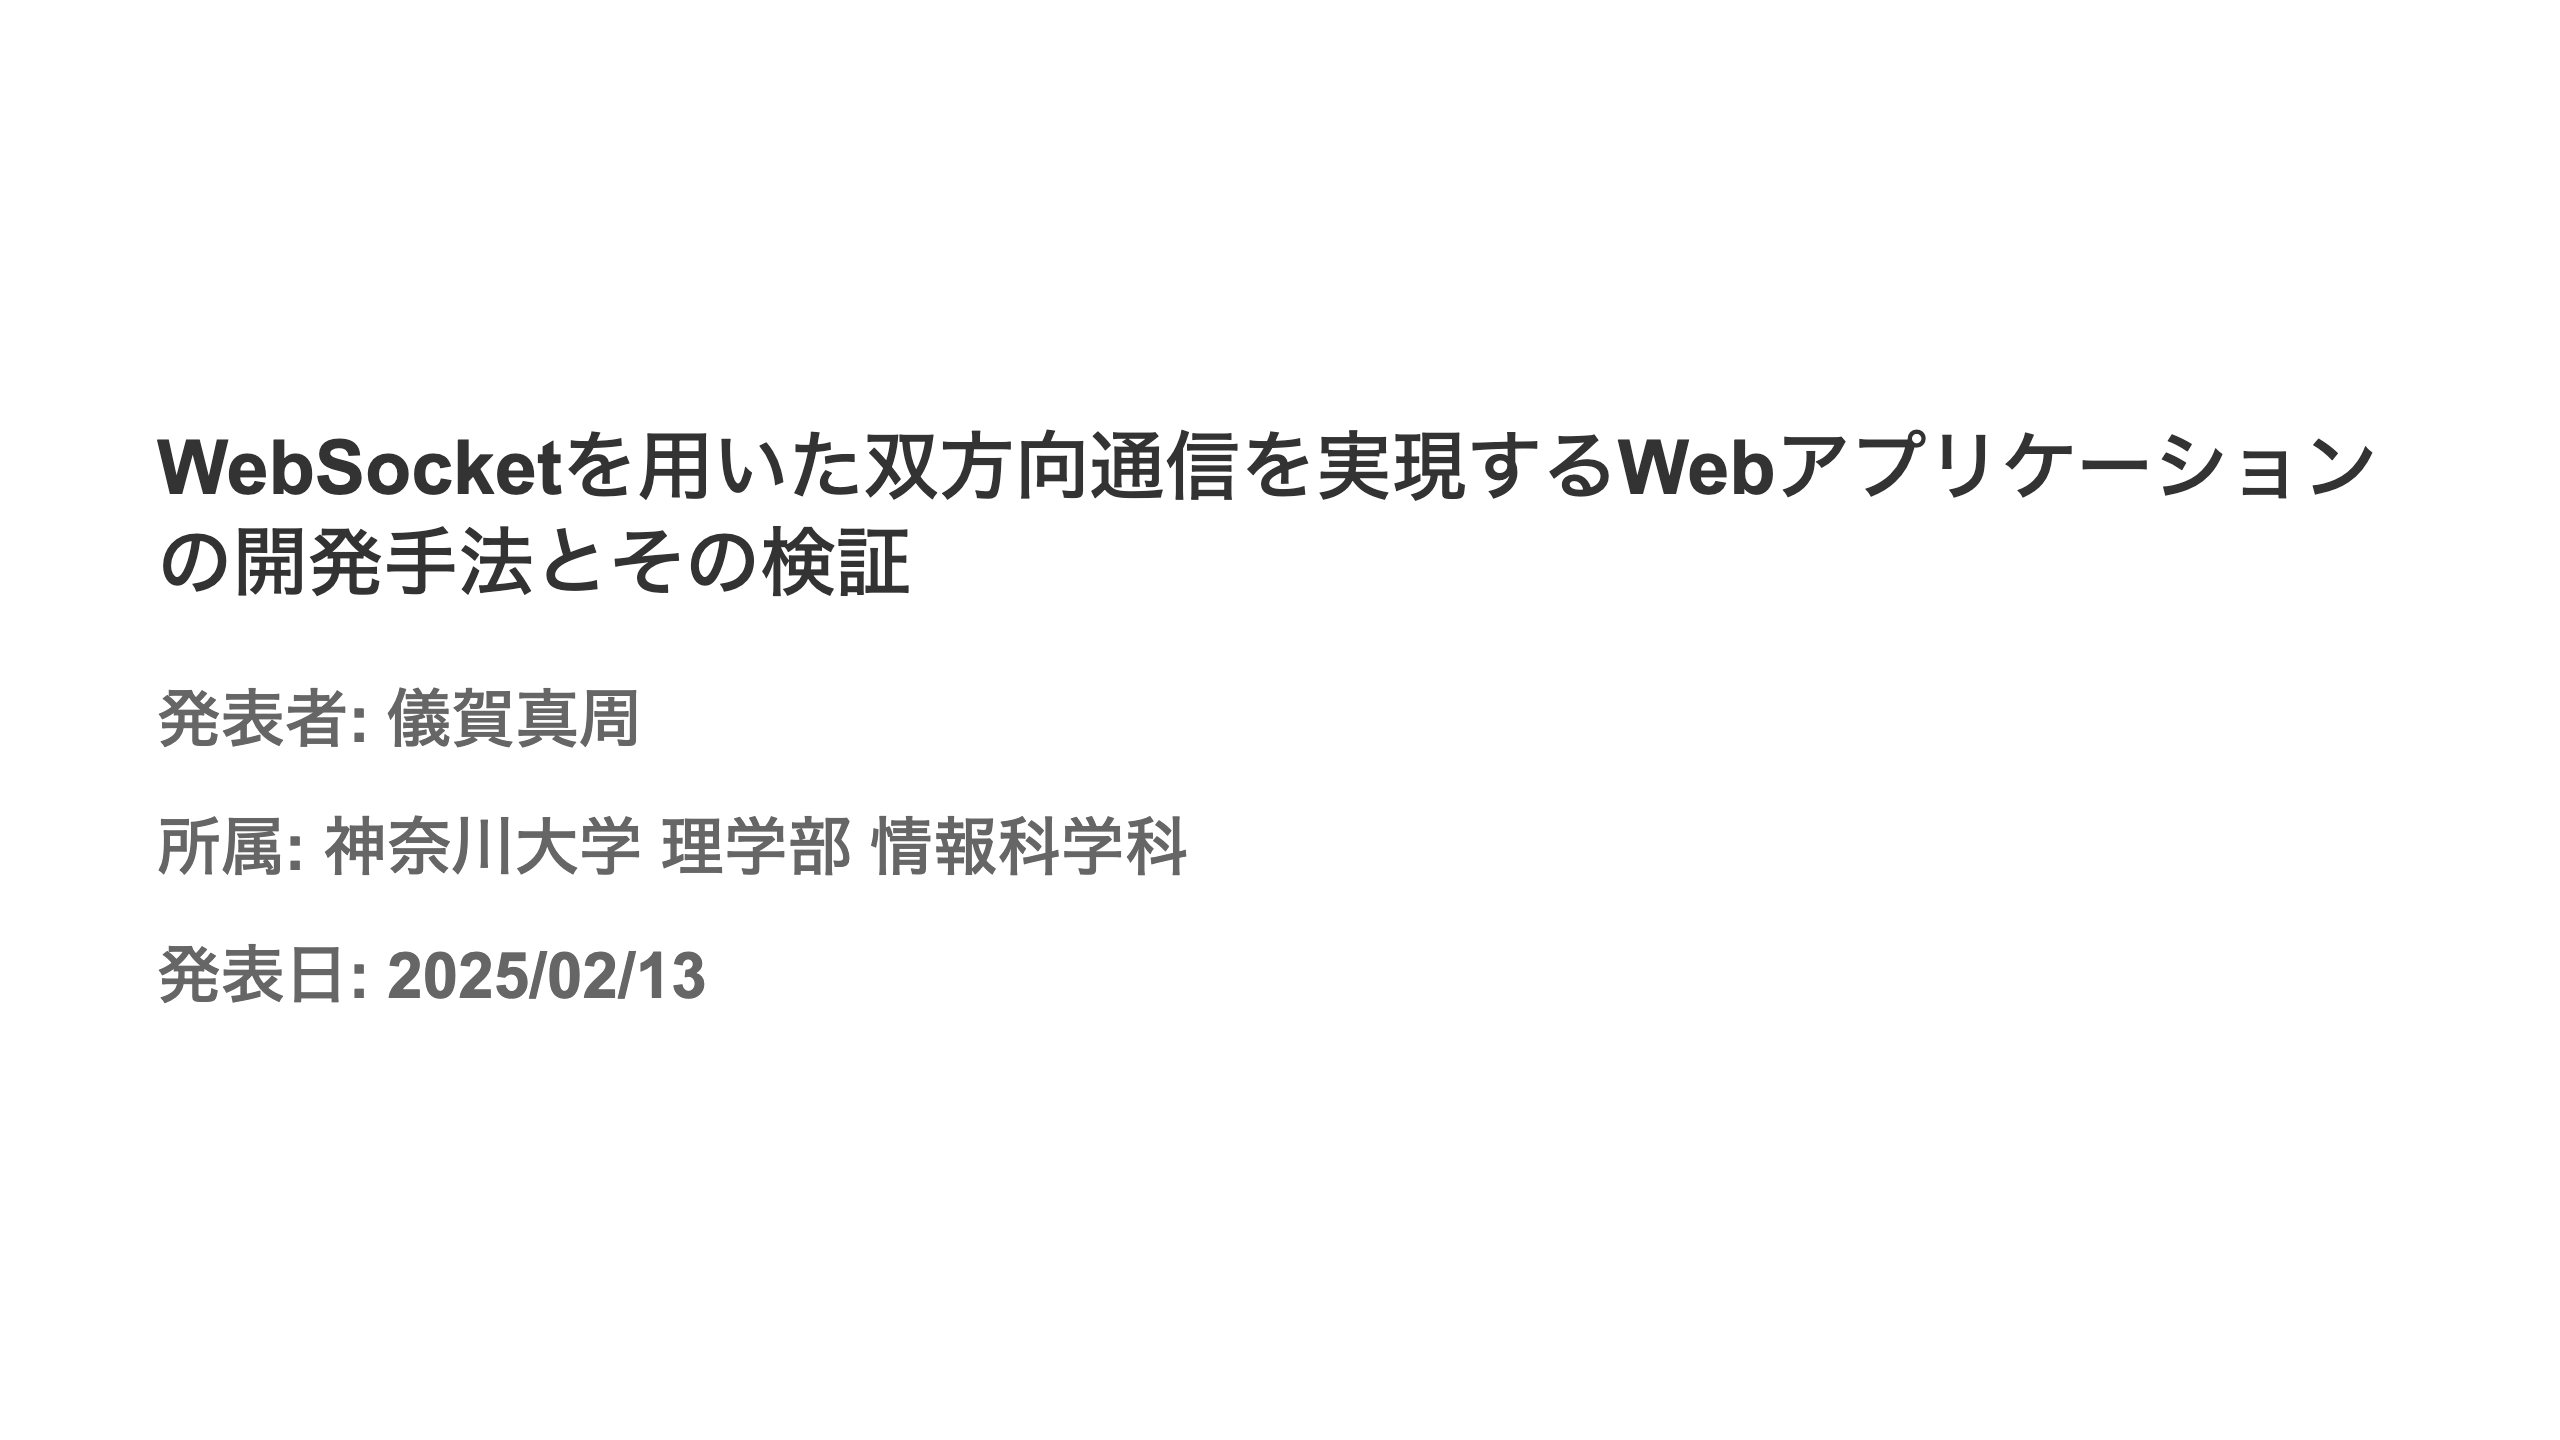 WebSocketを用いた双方向通信を実現するWebアプリケーション
の開発手法とその検証
発表者: 儀賀真周
所属: 神奈川大学 理学部 情報科学科
発表日: 2025/02/13